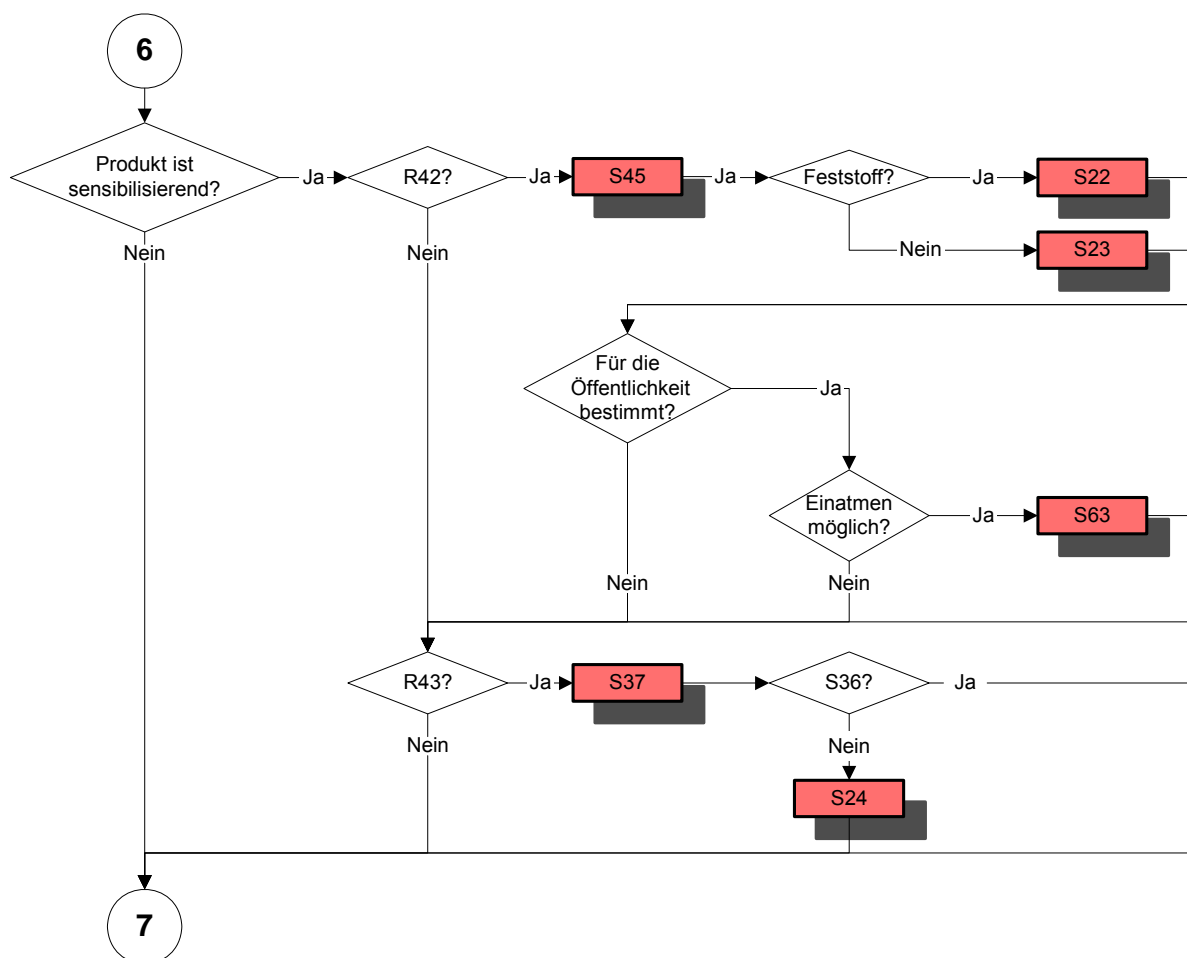 6
Produkt ist
sensibilisierend?
Ja
R42?
Ja
S45
Ja
Feststoff?
Ja
S22
Nein
Nein
Nein
S23
Für die
Öffentlichkeit
bestimmt?
Ja
Einatmen
möglich?
Ja
S63
Nein
Nein
R43?
Ja
S37
S36?
Ja
Nein
Nein
S24
7